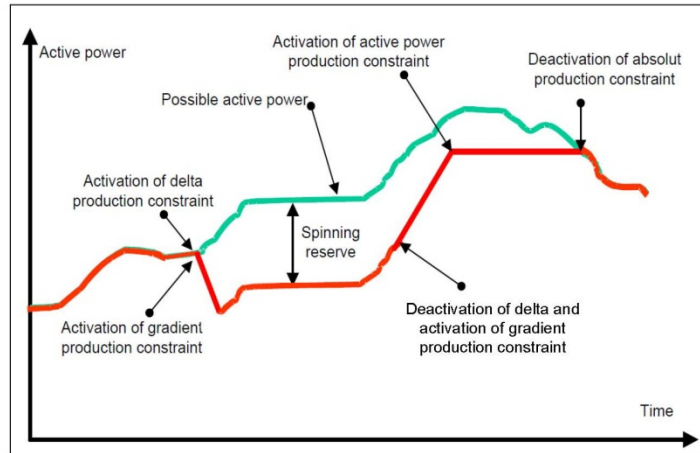 Active power
Activation of active power
production constraint
Deactivation of absolut
production constraint
Possible active power
Activation of delta
production constraint
Spinning
reserve
Activation of gradient
production constraint
Deactivation of delta and
activation of gradient
production constraint
Time